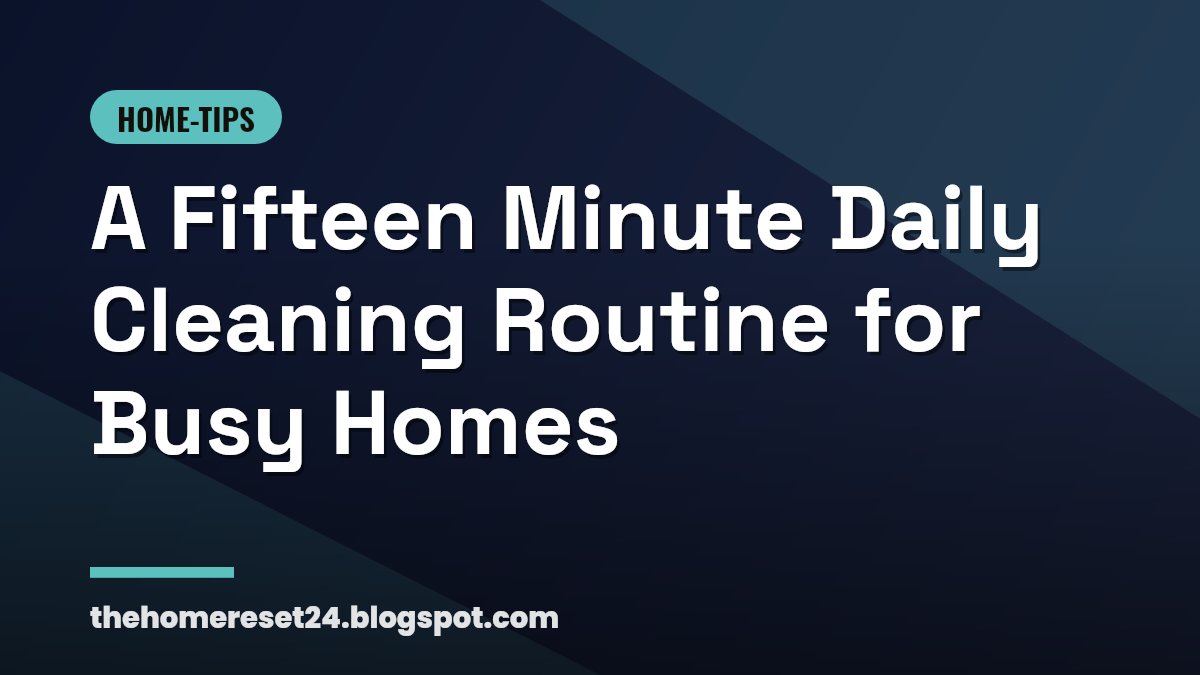 HOME-TIPS
A Fifteen Minute Daily
Cleaning Routine for
Busy Homes
thehomereset24.blogspot.com